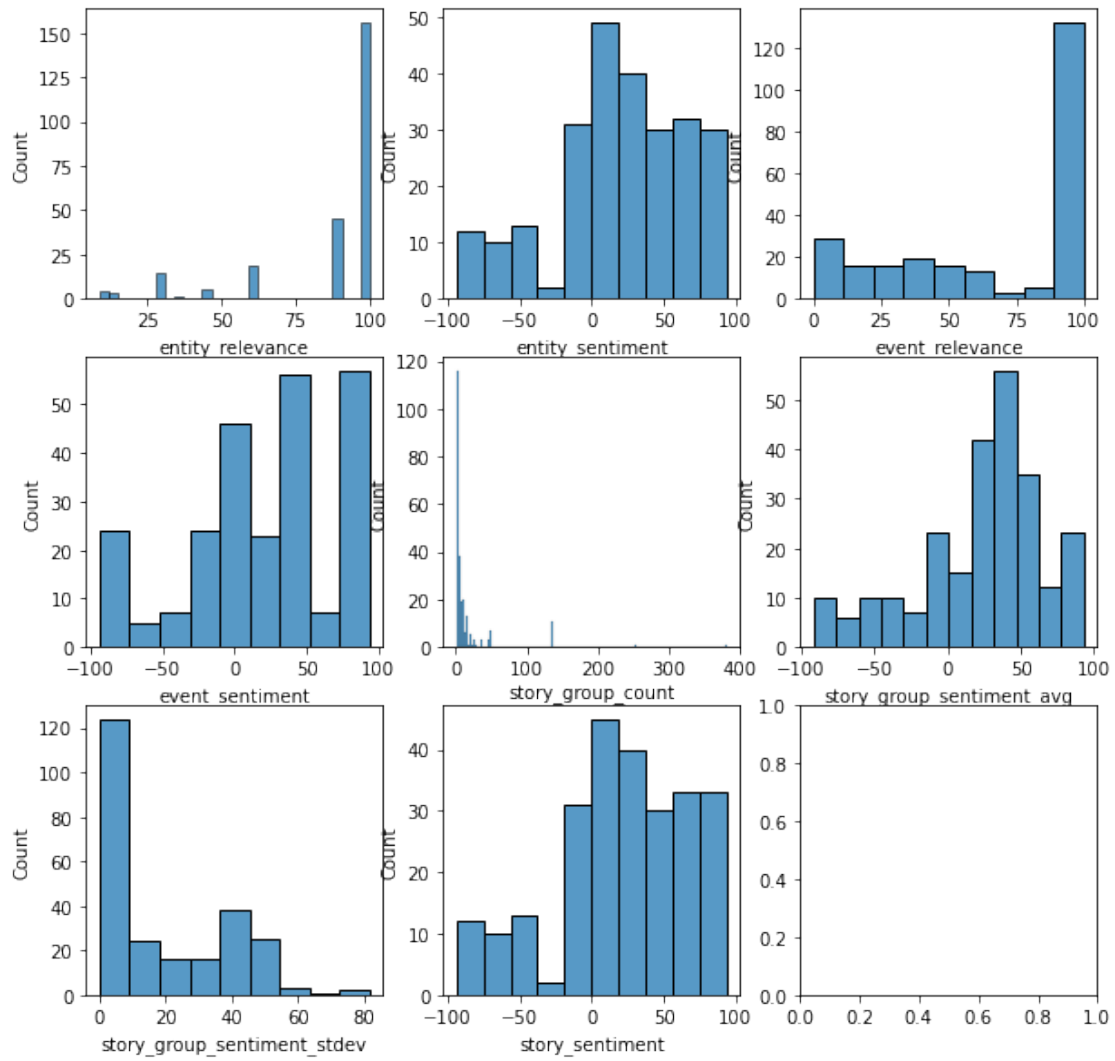 150
125
100
75
50
25
0
Count
25 50 75 100
entity_relevance
50
40
30
20
10
0
Count
−100 −50 0 50 100
entity_sentiment
120
100
80
60
40
20
0
Count
0 25 50 75 100
event_relevance
50
40
30
20
10
0
Count
−100 −50 0 50 100
event_sentiment
120
100
80
60
40
20
0
Count
0 100 200 300 400
story_group_count
50
40
30
20
10
0
Count
−100 −50 0 50 100
story_group_sentiment_avg
120
100
80
60
40
20
0
Count
0 20 40 60 80
story_group_sentiment_stdev
40
30
20
10
0
Count
−100 −50 0 50 100
story_sentiment
1.0
0.8
0.6
0.4
0.2
0.0
0.0 0.2 0.4 0.6 0.8 1.0